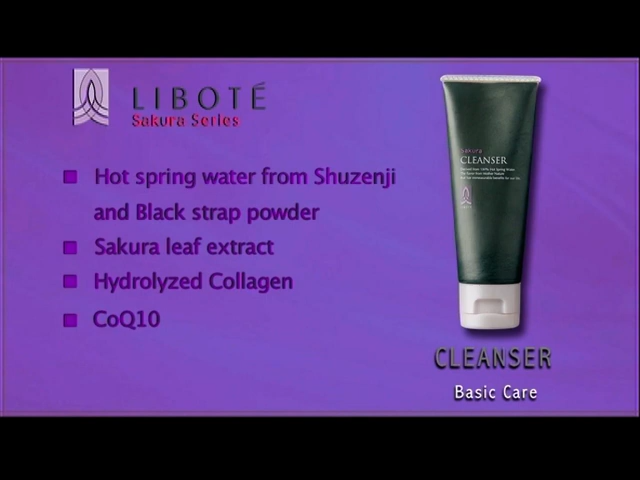 LIBOTÉ
Sakura Series
Hot spring water from Shuzenji
and Black strap powder
Sakura leaf extract
Hydrolyzed Collagen
CoQ10
Sakura
CLEANSER
CLEANSER
Basic Care